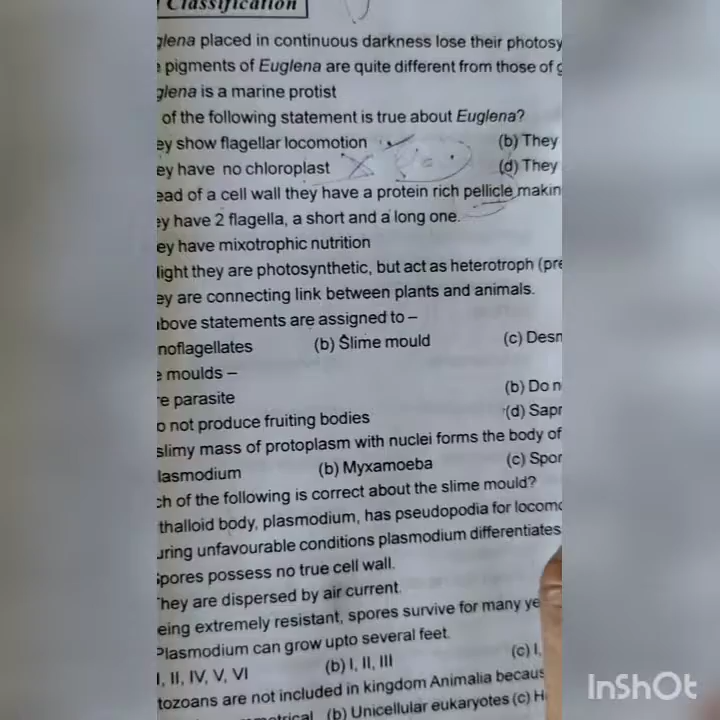 Classification
glena placed in continuous darkness lose their photosy
pigments of Euglena are quite different from those of g
glena is a marine protist
of the following statement is true about Euglena?
ey show flagellar locomotion (b) They
ey have no chloroplast (d) They
ead of a cell wall they have a protein rich pellicle makin
ey have 2 flagella, a short and a long one.
ey have mixotrophic nutrition
light they are photosynthetic, but act as heterotroph (pre
ey are connecting link between plants and animals.
above statements are assigned to –
noflagellates (b) Slime mould (c) Desm
e moulds –
re parasite (b) Do n
o not produce fruiting bodies (d) Sapr
slimy mass of protoplasm with nuclei forms the body of
lasmodium (b) Myxamoeba (c) Spor
ch of the following is correct about the slime mould?
thalloid body, plasmodium, has pseudopodia for locomo
uring unfavourable conditions plasmodium differentiates
Spores possess no true cell wall.
They are dispersed by air current.
eing extremely resistant, spores survive for many ye
Plasmodium can grow upto several feet.
I, II, IV, V, VI (b) I, II, III (c) I,
tozoans are not included in kingdom Animalia becaus
metrical (b) Unicellular eukaryotes (c) H
InShOt